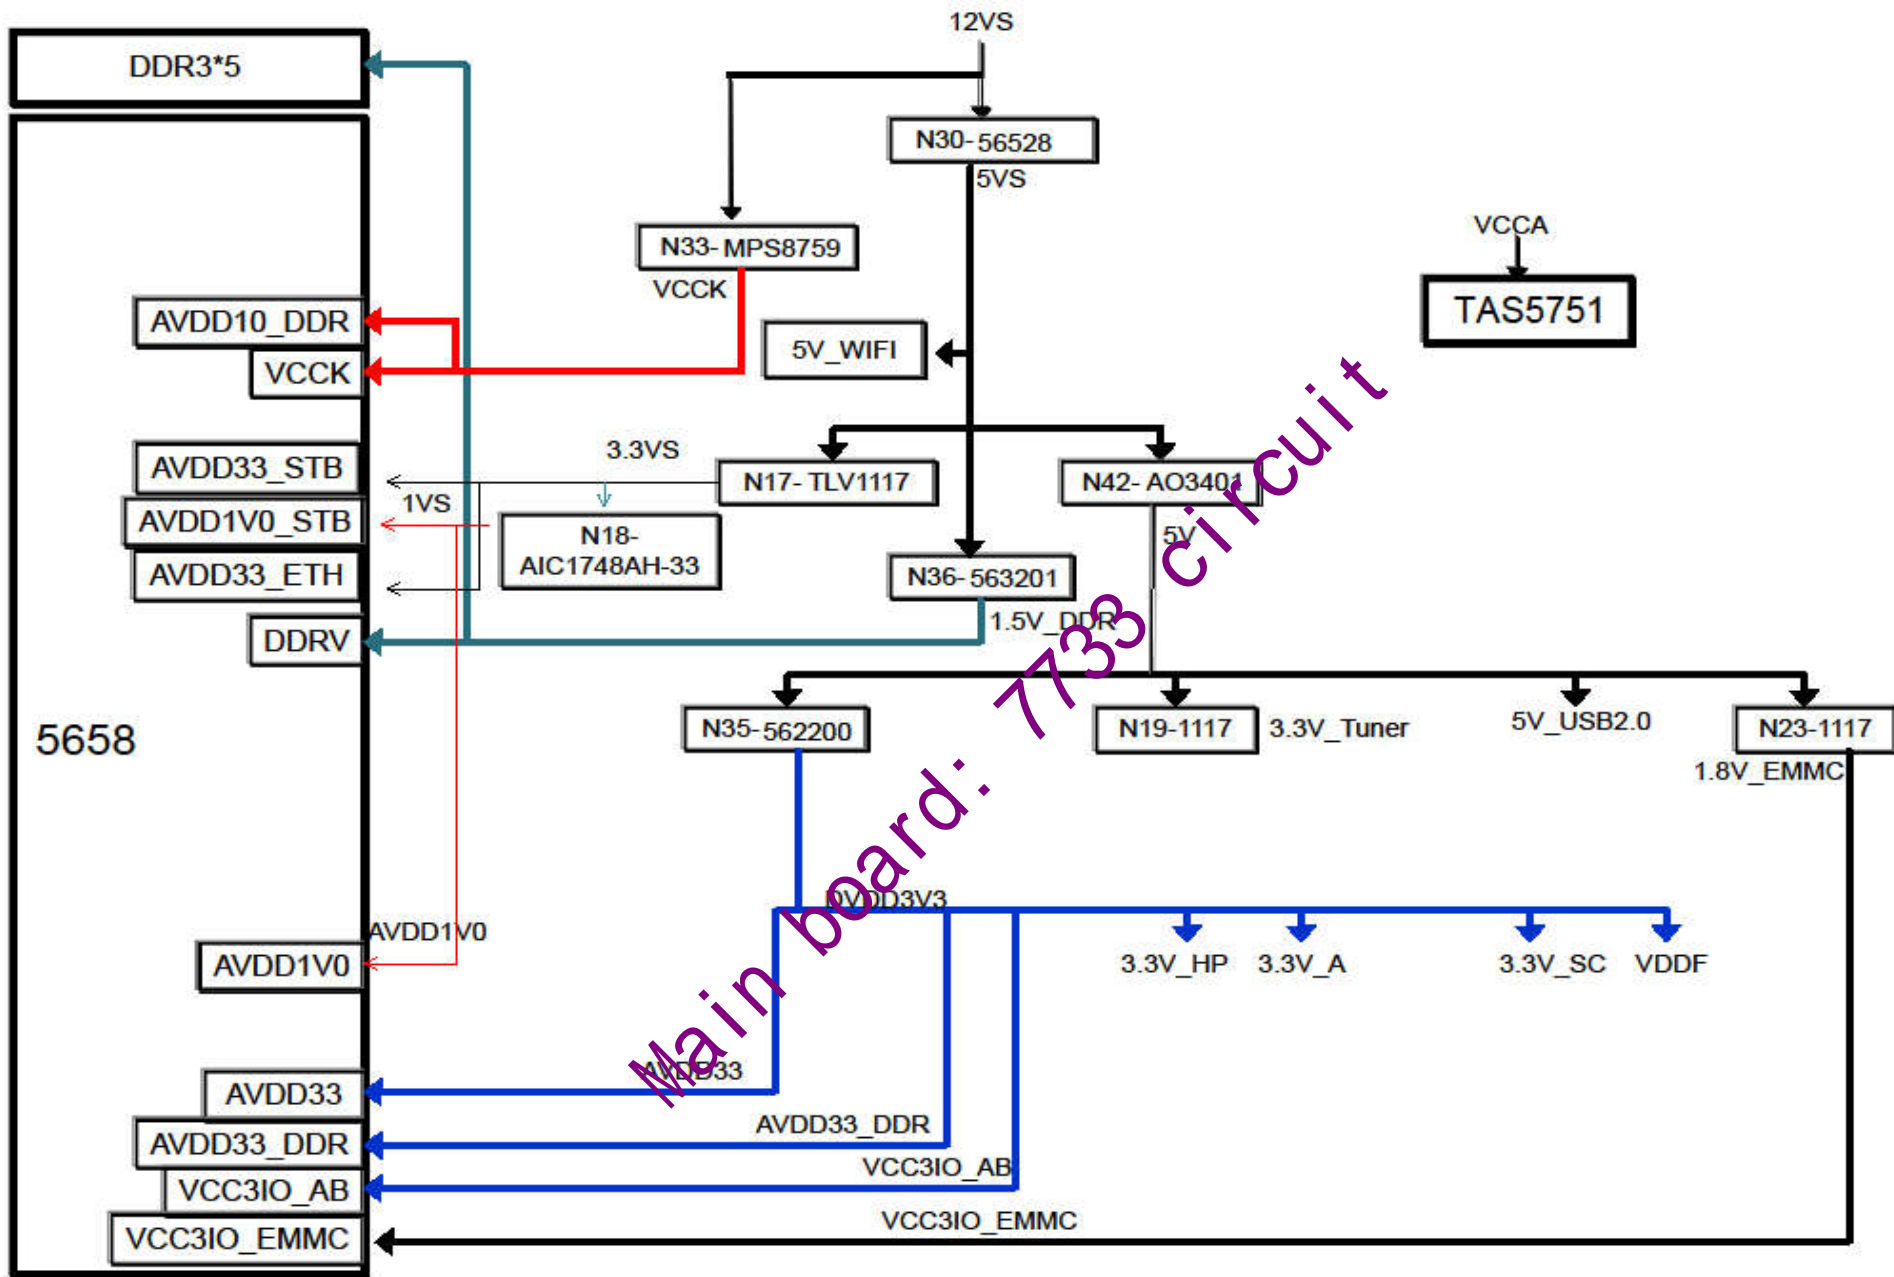 12VS
DDR3*5
N30- 56528
5VS
N33- MPS8759
VCCK
VCCA
TAS5751
AVDD10_DDR
5V_WIFI
VCCK
3.3VS
AVDD33_STB
N17- TLV1117
N42- AO3401
1VS
AVDD1V0_STB
N18-
AIC1748AH-33
5V
AVDD33_ETH
N36- 563201
1.5V_DDR
DDRV
5658
N35- 562200
N19-1117
3.3V_Tuner
5V_USB2.0
N23-1117
1.8V_EMMC
DVDD3V3
AVDD1V0
AVDD1V0
3.3V_HP
3.3V_A
3.3V_SC
VDDF
AVDD33
AVDD33
AVDD33_DDR
AVDD33_DDR
VCC3IO_AB
VCC3IO_AB
VCC3IO_EMMC
VCC3IO_EMMC
Main board: 7733 circuit